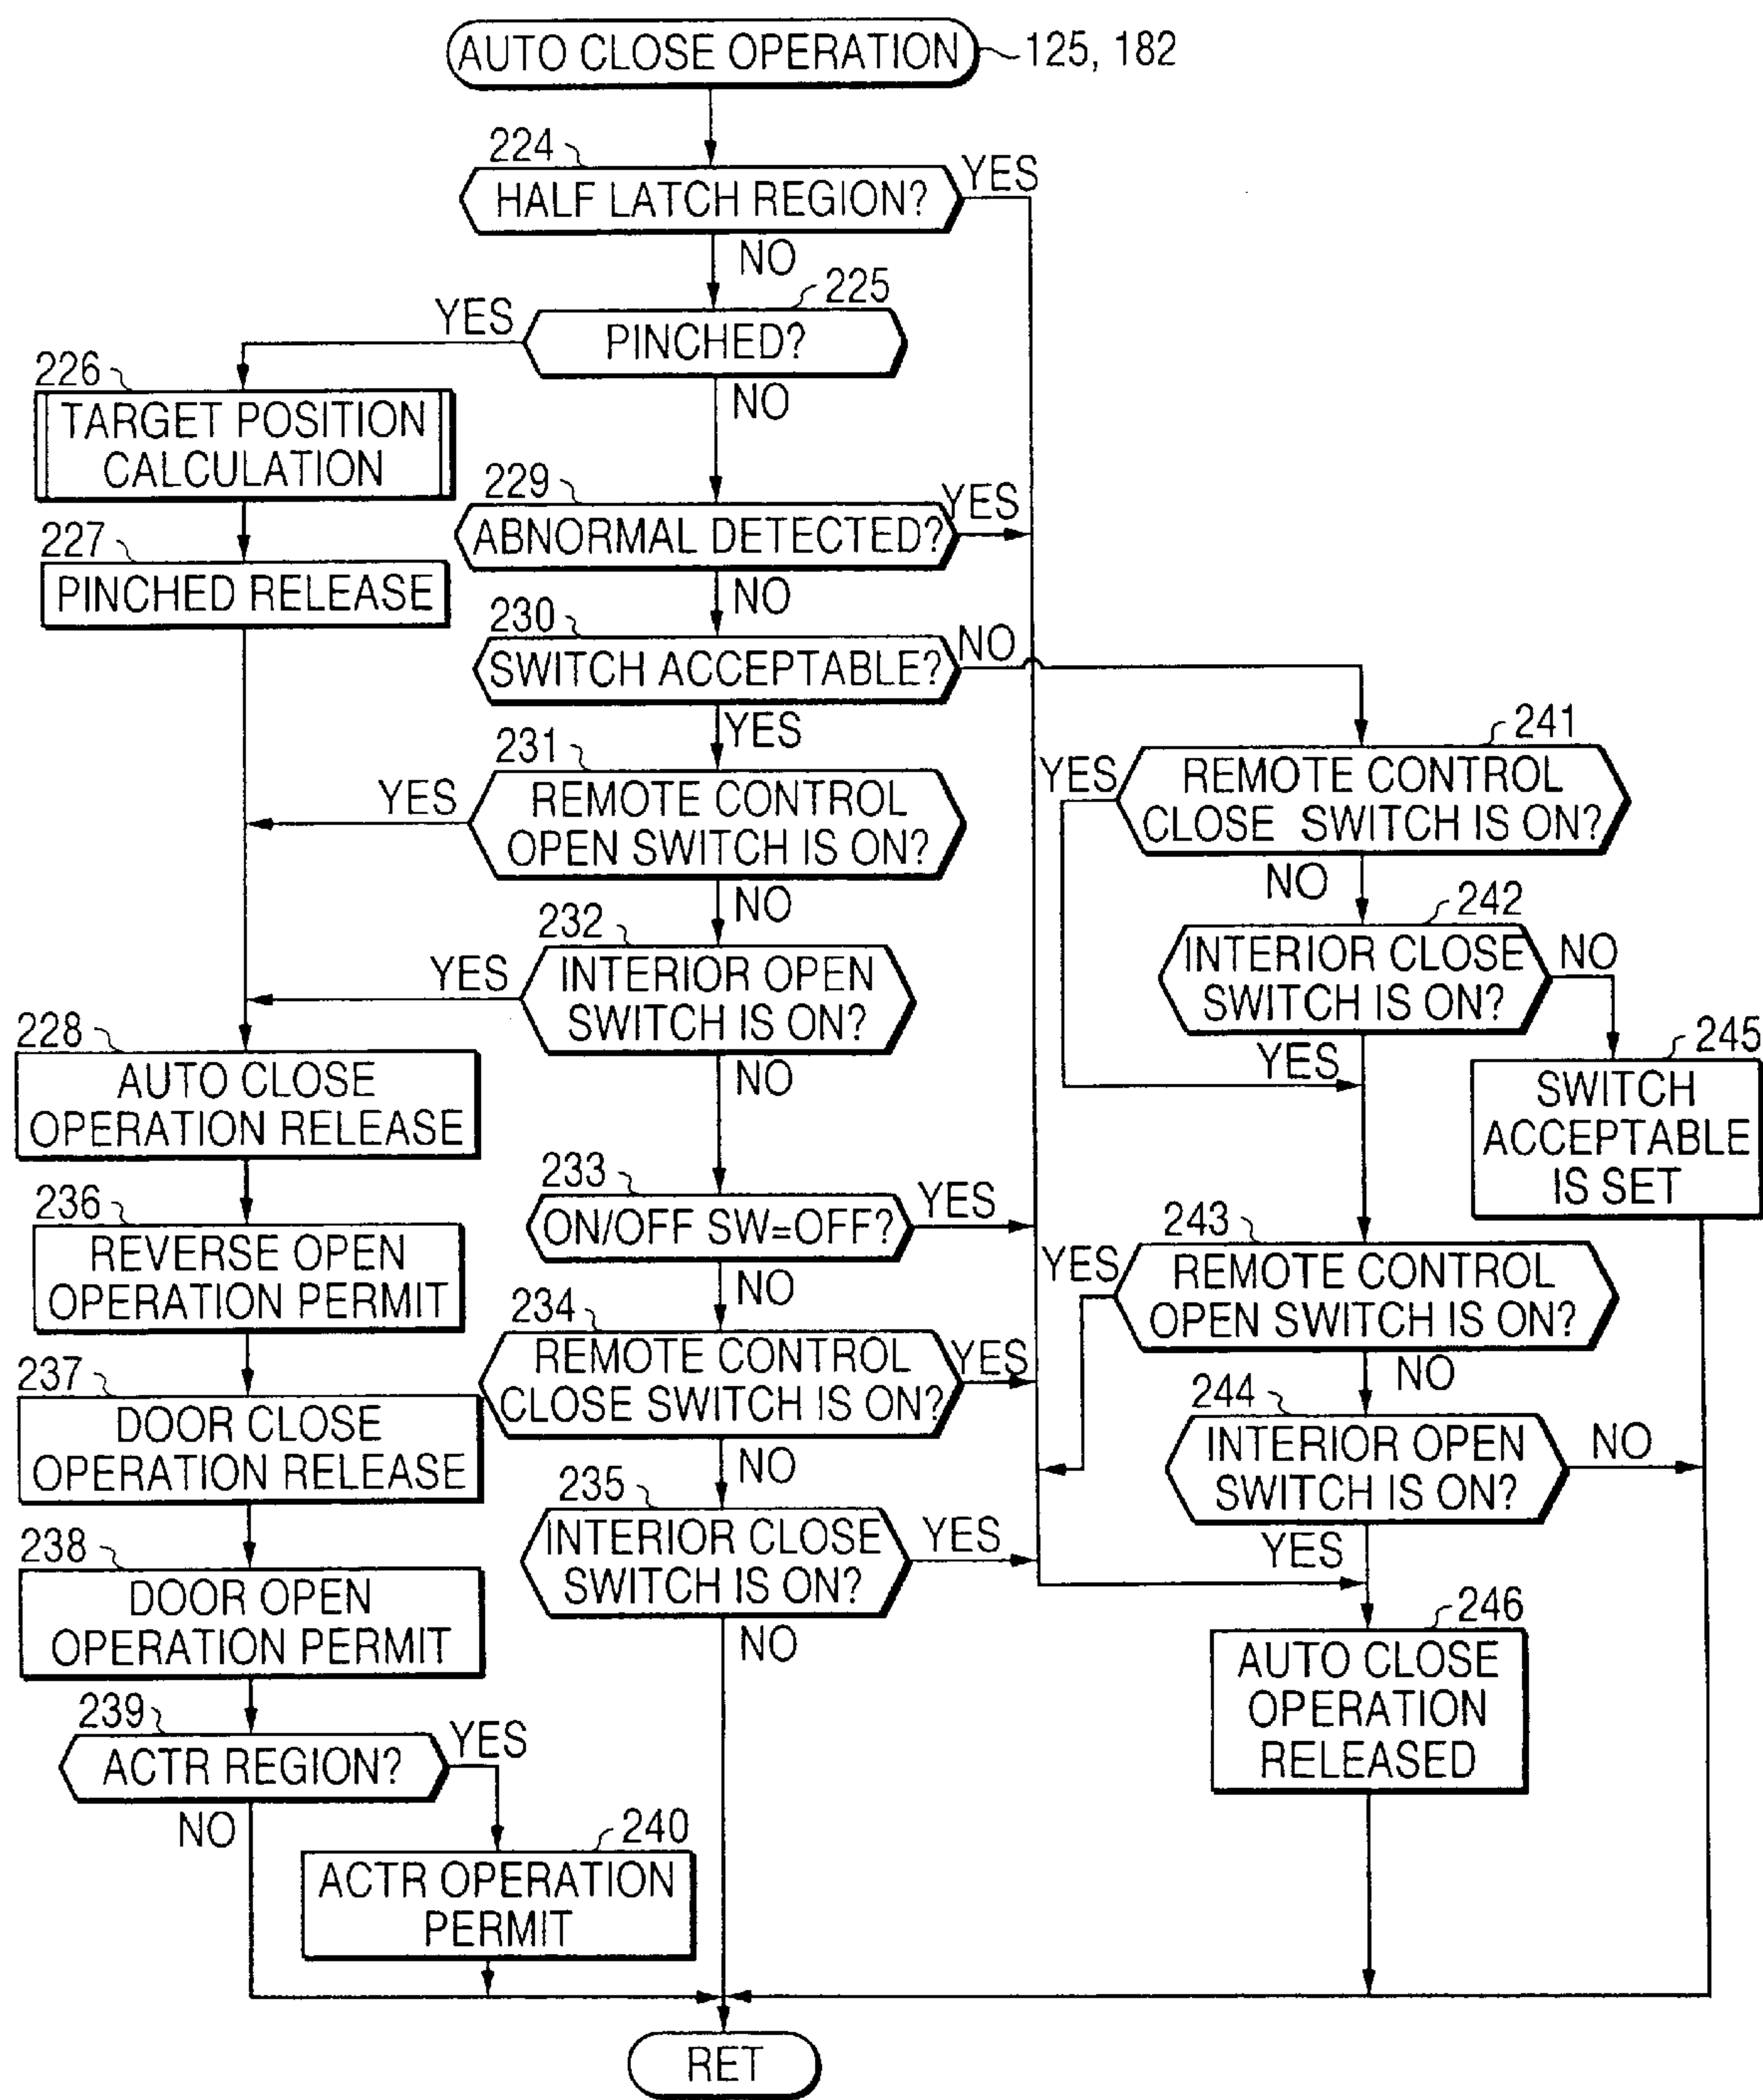 AUTO CLOSE OPERATION
125, 182
224
HALF LATCH REGION?
YES
NO
225
PINCHED?
YES
NO
226
TARGET POSITION
CALCULATION
227
PINCHED RELEASE
229
ABNORMAL DETECTED?
YES
NO
230
SWITCH ACCEPTABLE?
NO
YES
231
REMOTE CONTROL
OPEN SWITCH IS ON?
YES
NO
232
INTERIOR OPEN
SWITCH IS ON?
YES
NO
228
AUTO CLOSE
OPERATION RELEASE
236
REVERSE OPEN
OPERATION PERMIT
237
DOOR CLOSE
OPERATION RELEASE
238
DOOR OPEN
OPERATION PERMIT
239
ACTR REGION?
YES
NO
240
ACTR OPERATION
PERMIT
233
ON/OFF SW=OFF?
YES
NO
234
REMOTE CONTROL
CLOSE SWITCH IS ON?
YES
NO
235
INTERIOR CLOSE
SWITCH IS ON?
YES
NO
241
REMOTE CONTROL
CLOSE SWITCH IS ON?
YES
NO
242
INTERIOR CLOSE
SWITCH IS ON?
NO
YES
245
SWITCH
ACCEPTABLE
IS SET
243
REMOTE CONTROL
OPEN SWITCH IS ON?
YES
NO
244
INTERIOR OPEN
SWITCH IS ON?
NO
YES
246
AUTO CLOSE
OPERATION
RELEASED
RET